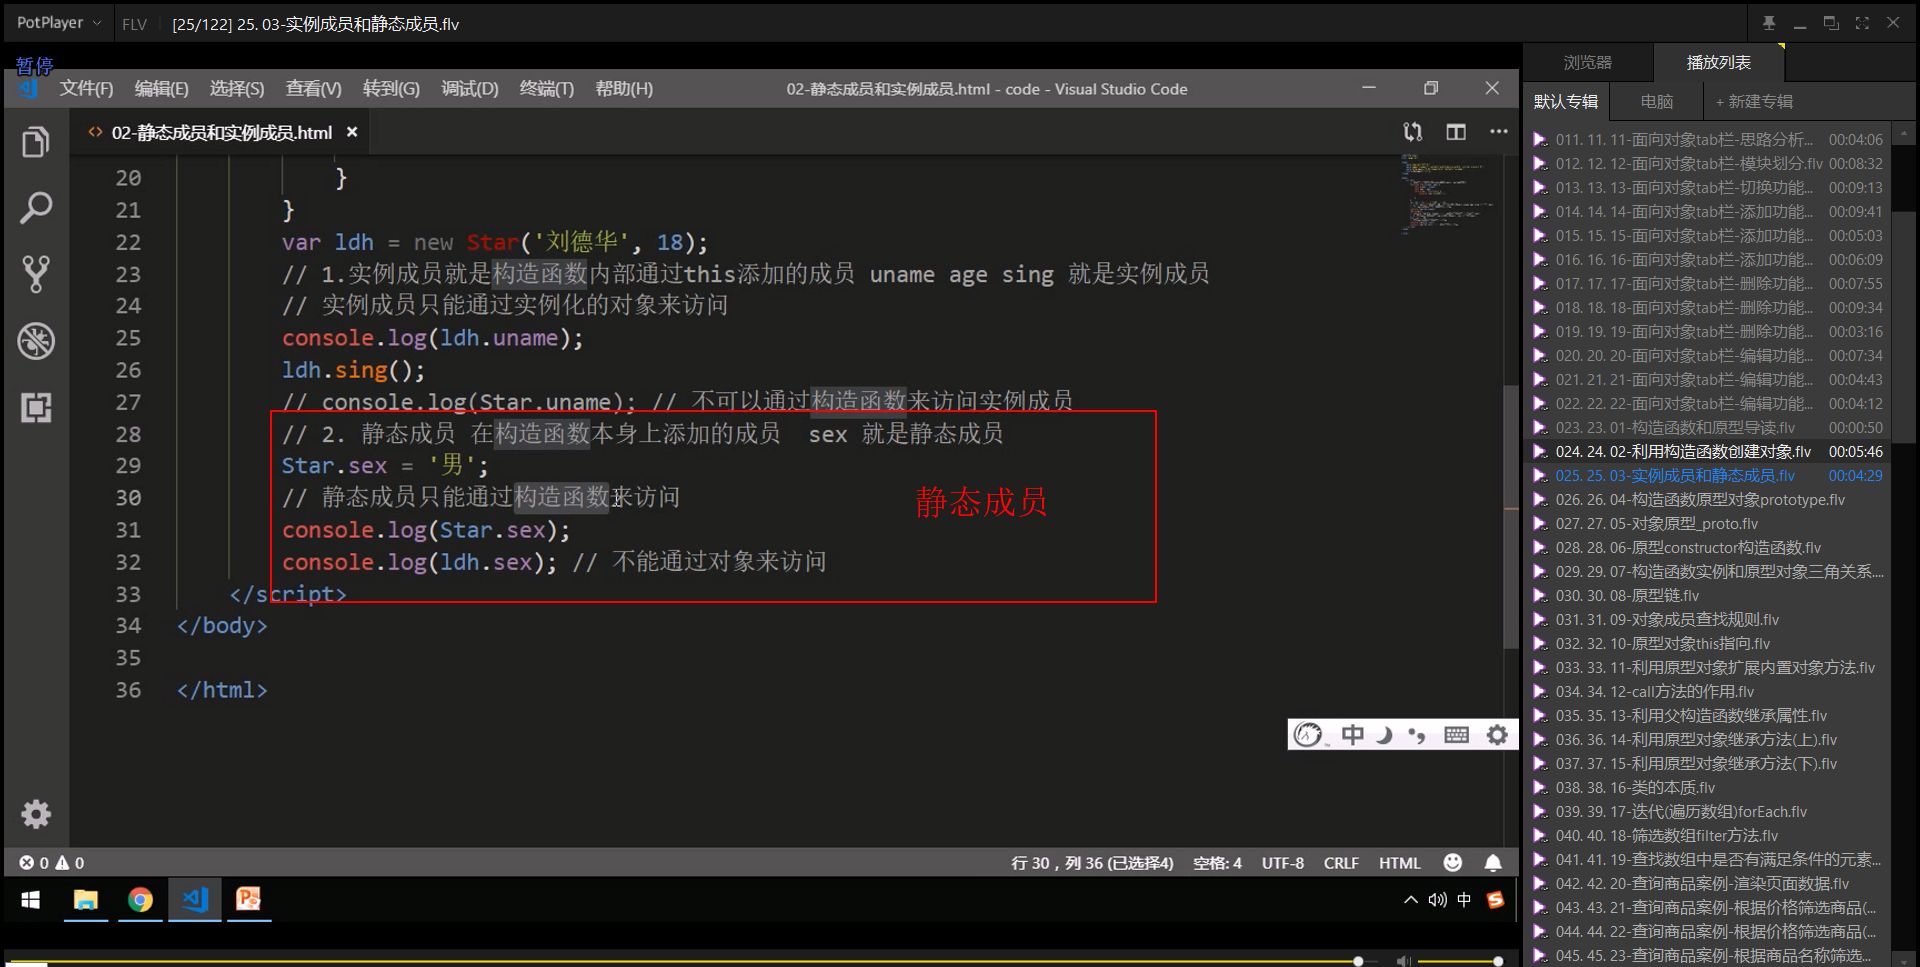 PotPlayer
FLV
[25/122] 25. 03-实例成员和静态成员.flv
暂停
文件(F) 编辑(E) 选择(S) 查看(V) 转到(G) 调试(D) 终端(T) 帮助(H)
02-静态成员和实例成员.html - code - Visual Studio Code
<> 02-静态成员和实例成员.html ×
20 }
21 }
22 var ldh = new Star('刘德华', 18);
23 // 1.实例成员就是构造函数内部通过this添加的成员 uname age sing 就是实例成员
24 // 实例成员只能通过实例化的对象来访问
25 console.log(ldh.uname);
26 ldh.sing();
27 // console.log(Star.uname); // 不可以通过构造函数来访问实例成员
28 // 2. 静态成员 在构造函数本身上添加的成员 sex 就是静态成员
29 Star.sex = '男';
30 // 静态成员只能通过构造函数来访问
31 console.log(Star.sex);
32 console.log(ldh.sex); // 不能通过对象来访问
33 </script>
34 </body>
35
36 </html>
静态成员
中
0 0
行 30，列 36 (已选择4) 空格: 4 UTF-8 CRLF HTML
中
浏览器 播放列表
默认专辑 电脑 + 新建专辑
011. 11. 11-面向对象tab栏-思路分析... 00:04:06
012. 12. 12-面向对象tab栏-模块划分.flv 00:08:32
013. 13. 13-面向对象tab栏-切换功能... 00:09:13
014. 14. 14-面向对象tab栏-添加功能... 00:09:41
015. 15. 15-面向对象tab栏-添加功能... 00:05:03
016. 16. 16-面向对象tab栏-添加功能... 00:06:09
017. 17. 17-面向对象tab栏-删除功能... 00:07:55
018. 18. 18-面向对象tab栏-删除功能... 00:09:34
019. 19. 19-面向对象tab栏-删除功能... 00:03:16
020. 20. 20-面向对象tab栏-编辑功能... 00:07:34
021. 21. 21-面向对象tab栏-编辑功能... 00:04:43
022. 22. 22-面向对象tab栏-编辑功能... 00:04:12
023. 23. 01-构造函数和原型导读.flv 00:00:50
024. 24. 02-利用构造函数创建对象.flv 00:05:46
025. 25. 03-实例成员和静态成员.flv 00:04:29
026. 26. 04-构造函数原型对象prototype.flv
027. 27. 05-对象原型_proto.flv
028. 28. 06-原型constructor构造函数.flv
029. 29. 07-构造函数实例和原型对象三角关系....
030. 30. 08-原型链.flv
031. 31. 09-对象成员查找规则.flv
032. 32. 10-原型对象this指向.flv
033. 33. 11-利用原型对象扩展内置对象方法.flv
034. 34. 12-call方法的作用.flv
035. 35. 13-利用父构造函数继承属性.flv
036. 36. 14-利用原型对象继承方法(上).flv
037. 37. 15-利用原型对象继承方法(下).flv
038. 38. 16-类的本质.flv
039. 39. 17-迭代(遍历数组)forEach.flv
040. 40. 18-筛选数组filter方法.flv
041. 41. 19-查找数组中是否有满足条件的元素...
042. 42. 20-查询商品案例-渲染页面数据.flv
043. 43. 21-查询商品案例-根据价格筛选商品(...
044. 44. 22-查询商品案例-根据价格筛选商品(...
045. 45. 23-查询商品案例-根据商品名称筛选...